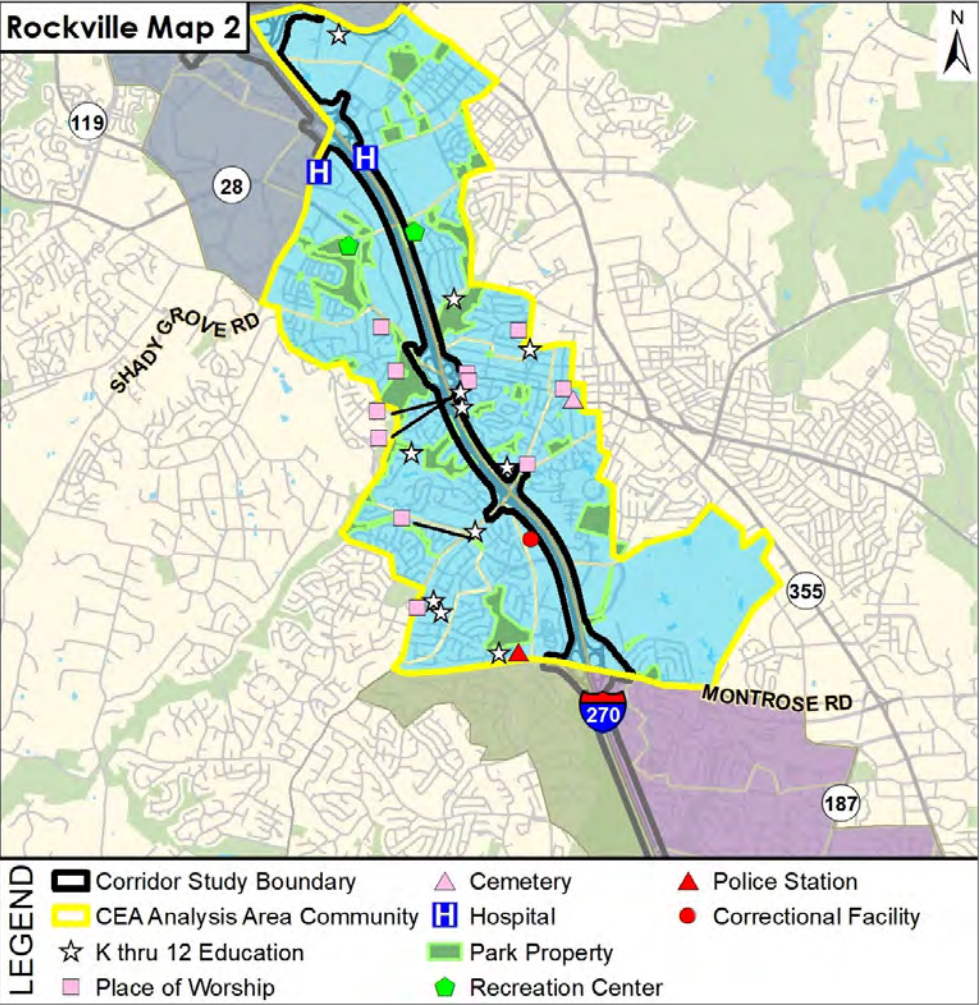 Rockville Map 2
N
119
H
H
28
SHADY GROVE RD
355
MONTROSE RD
270
187
LEGEND
Corridor Study Boundary
Cemetery
Police Station
CEA Analysis Area Community
H
Hospital
Correctional Facility
K thru 12 Education
Park Property
Place of Worship
Recreation Center